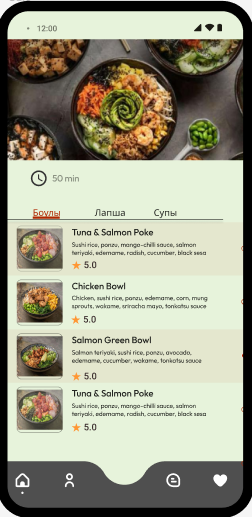 12:00
50 min
Боулы Лапша Супы
Tuna & Salmon Poke
Sushi rice, ponzu, mango-chilli sauce, salmon
teriyaki, edemame, radish, cucumber, black sesa
5.0
Chicken Bowl
Chicken, sushi rice, ponzu, edemame, corn, mung
sprouts, wakame, sriracha mayo, tonkatsu sauce
5.0
Salmon Green Bowl
Salmon teriyaki, sushi rice, ponzu, avocado,
edemame, cucumber, wakame, tonkatsu sauce
5.0
Tuna & Salmon Poke
Sushi rice, ponzu, mango-chilli sauce, salmon
teriyaki, edemame, radish, cucumber, black sesa
5.0